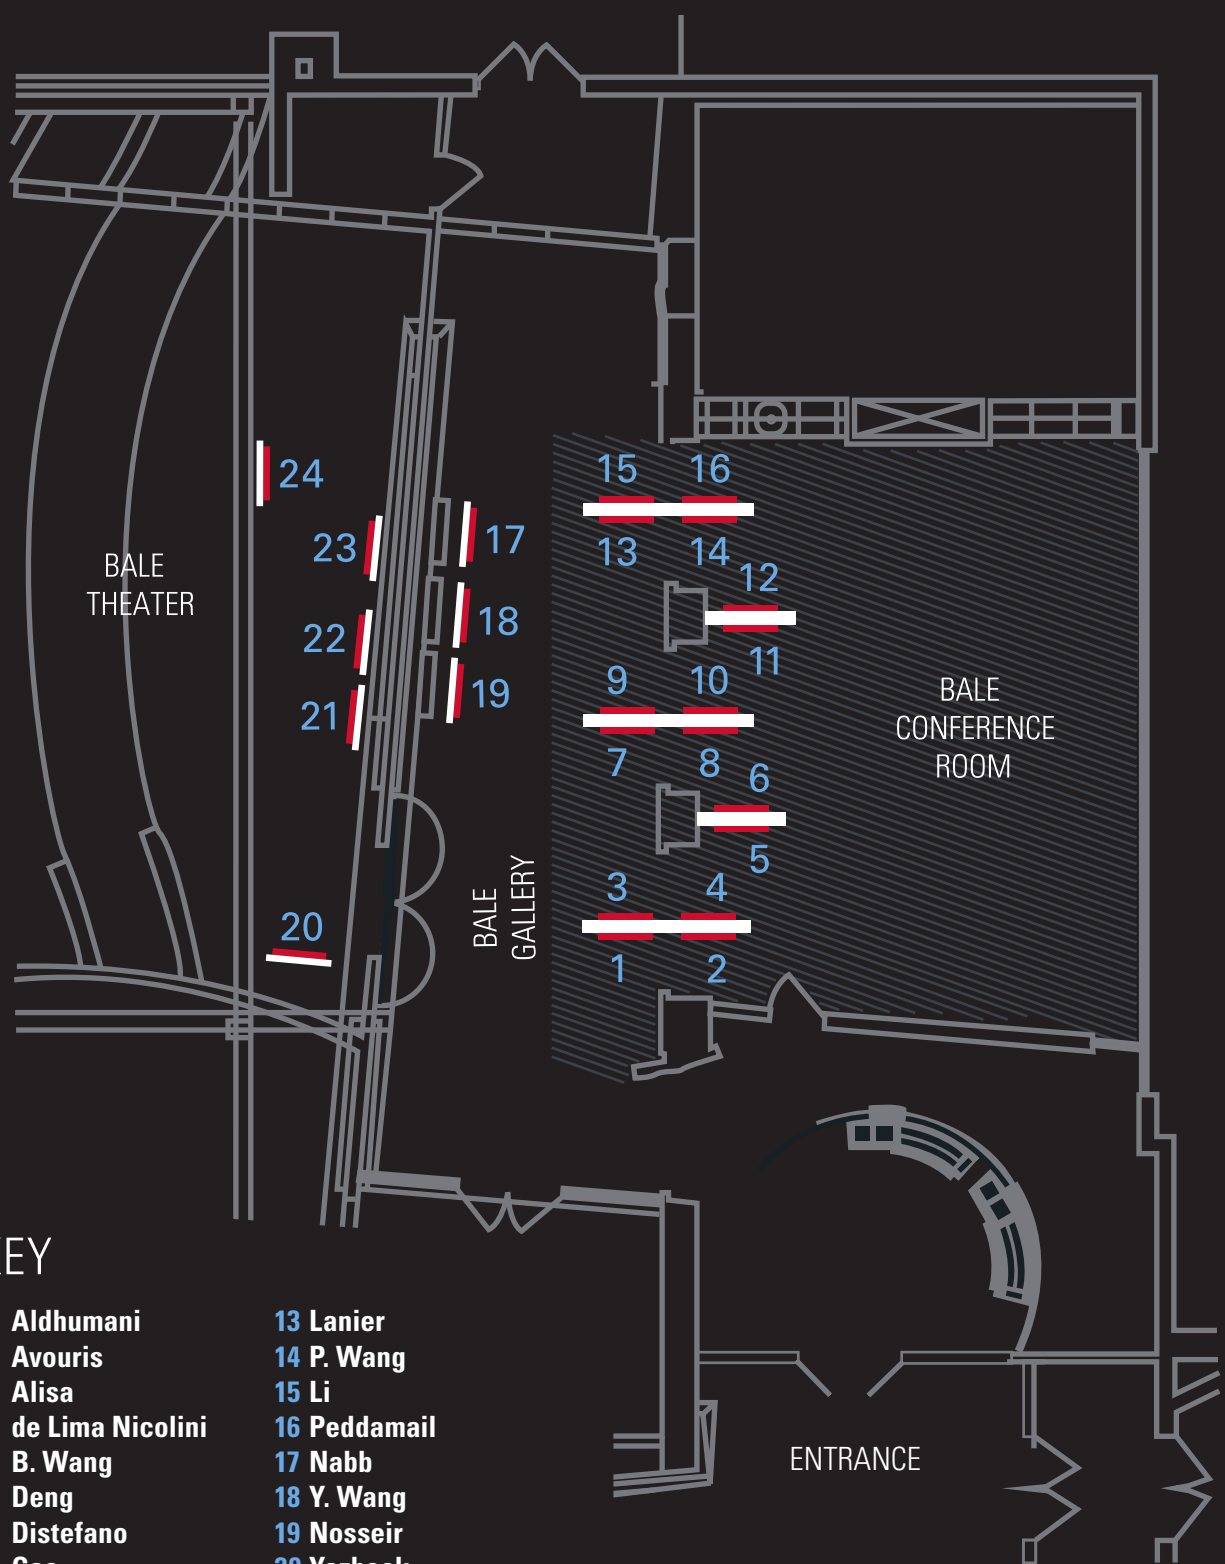 24
15 16
23
17
13 14
BALE
THEATER
12
22
18
11
21
19
9 10
BALE
CONFERENCE
ROOM
7 8 6
5
3 4
BALE
GALLERY
20
1 2
EY
Aldhumani
Avouris
Alisa
de Lima Nicolini
B. Wang
Deng
Distefano
13 Lanier
14 P. Wang
15 Li
16 Peddamail
17 Nabb
18 Y. Wang
19 Nosseir
ENTRANCE